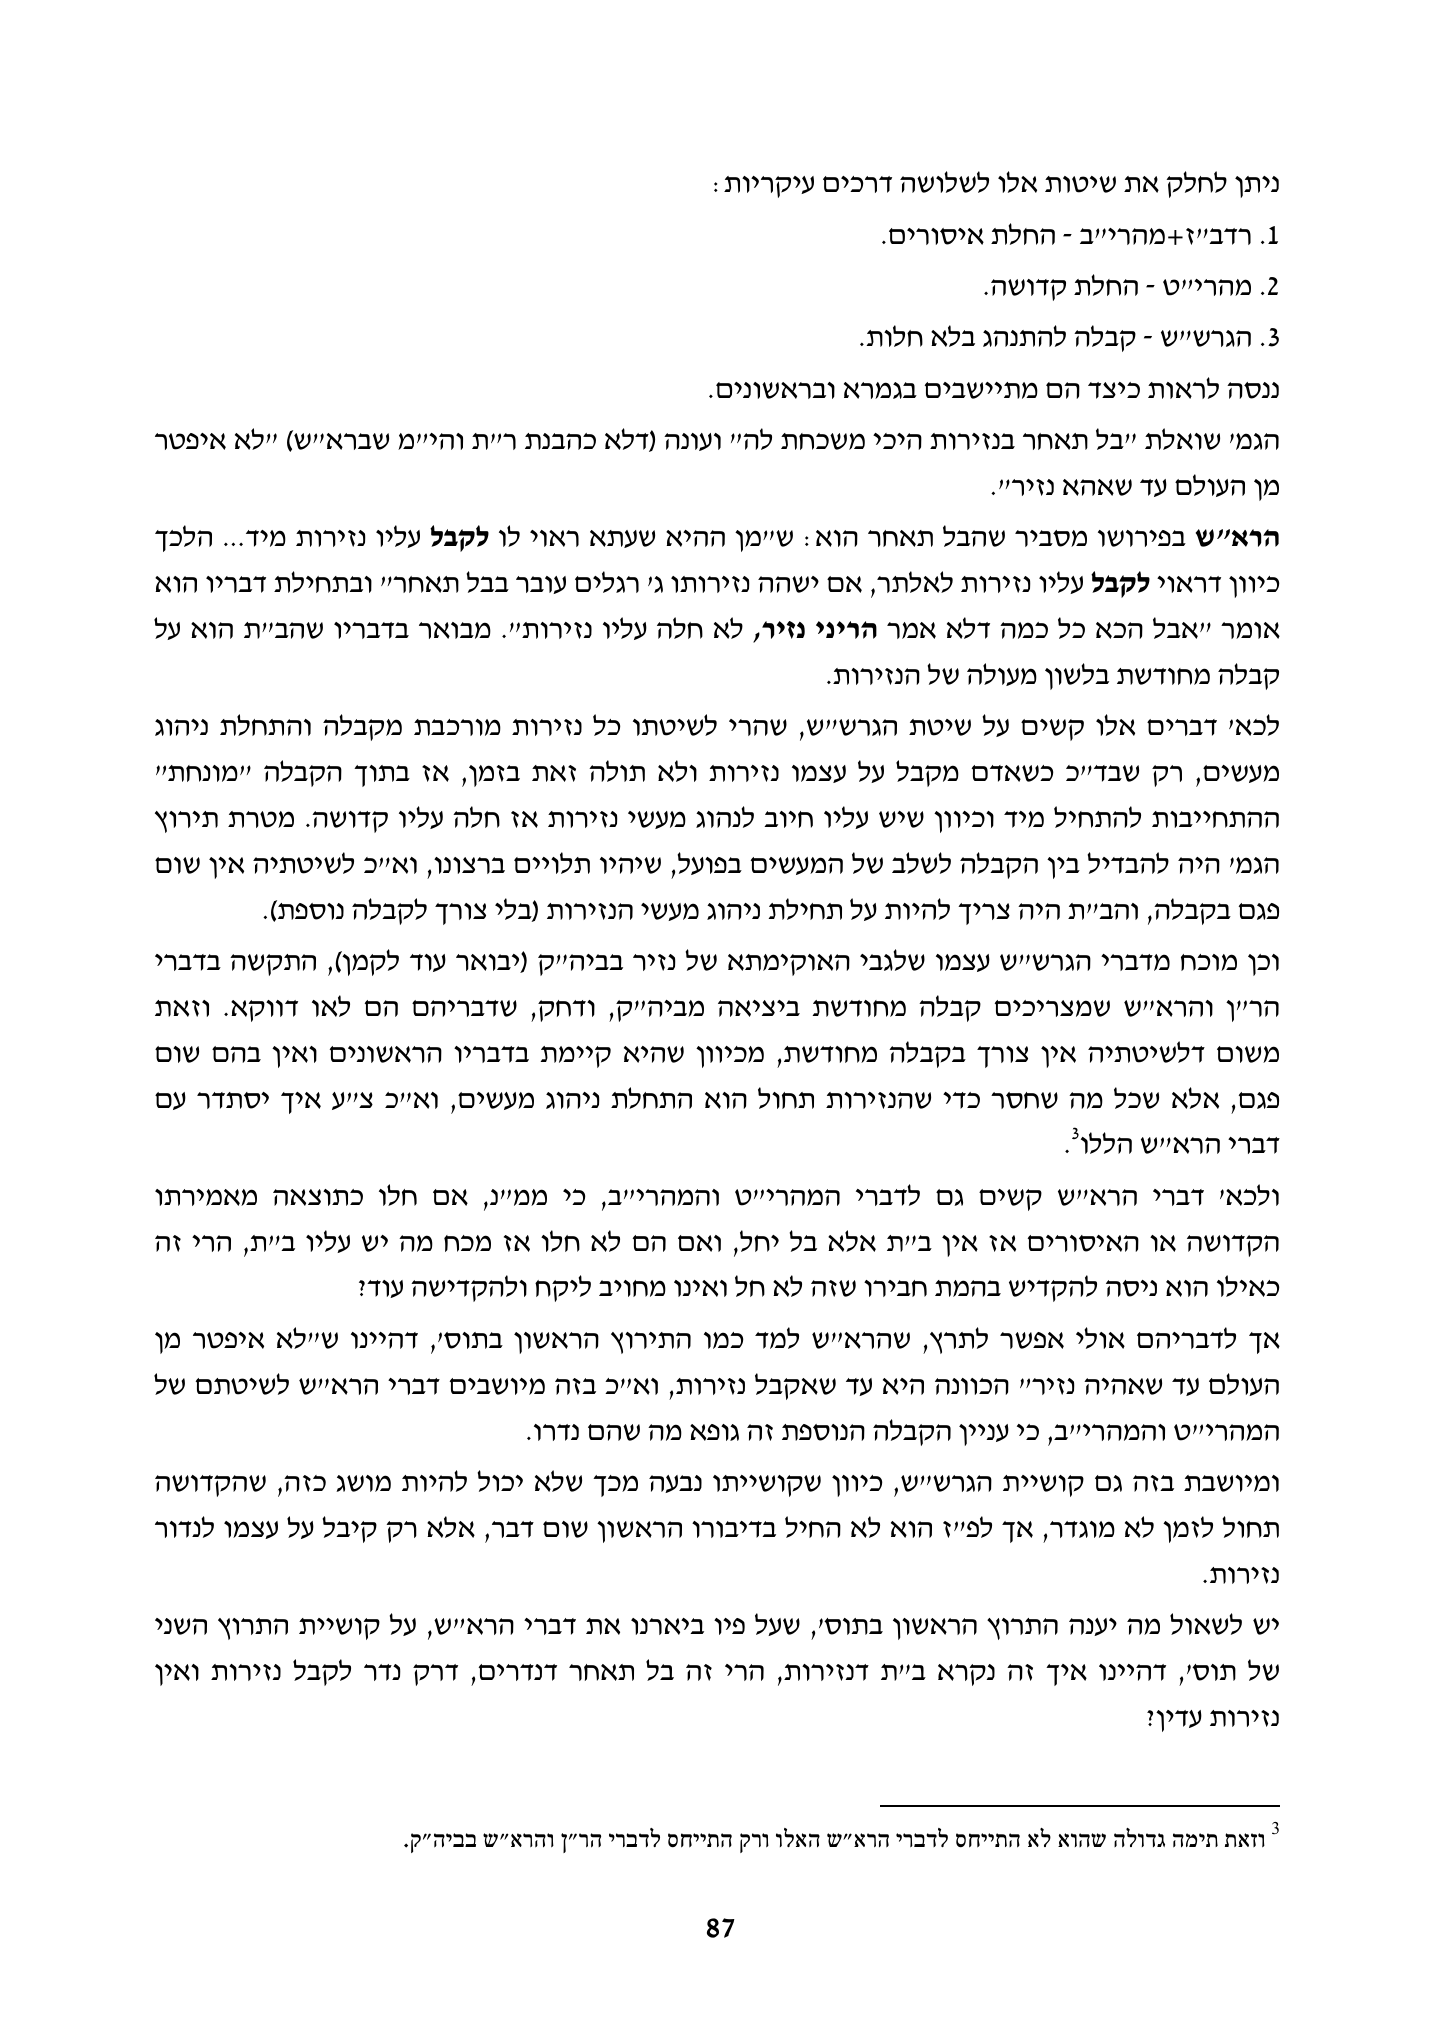 ניתן לחלק את שיטות אלו לשלושה דרכים עיקריות:
1. רדב״ז+מהרי״ב - החלת איסורים.
2. מהרי״ט - החלת קדושה.
3. הגרש״ש - קבלה להתנהג בלא חלות.
ננסה לראות כיצד הם מתיישבים בגמרא ובראשונים.
הגמ׳ שואלת ״בל תאחר בנזירות היכי משכחת לה״ ועונה (דלא כהבנת ר״ת והי״מ שברא״ש) ״לא איפטר
מן העולם עד שאהא נזיר״.
הרא״ש בפירושו מסביר שהבל תאחר הוא: ש״מן ההיא שעתא ראוי לו לקבל עליו נזירות מיד... הלכך
כיוון דראוי לקבל עליו נזירות לאלתר, אם ישהה נזירותו ג׳ רגלים עובר בבל תאחר״ ובתחילת דבריו הוא
אומר ״אבל הכא כל כמה דלא אמר הריני נזיר, לא חלה עליו נזירות״. מבואר בדבריו שהב״ת הוא על
קבלה מחודשת בלשון מעולה של הנזירות.
לכא׳ דברים אלו קשים על שיטת הגרש״ש, שהרי לשיטתו כל נזירות מורכבת מקבלה והתחלת ניהוג
מעשים, רק שבד״כ כשאדם מקבל על עצמו נזירות ולא תולה זאת בזמן, אז בתוך הקבלה ״מונחת״
ההתחייבות להתחיל מיד וכיוון שיש עליו חיוב לנהוג מעשי נזירות אז חלה עליו קדושה. מטרת תירוץ
הגמ׳ היה להבדיל בין הקבלה לשלב של המעשים בפועל, שיהיו תלויים ברצונו, וא״כ לשיטתיה אין שום
פגם בקבלה, והב״ת היה צריך להיות על תחילת ניהוג מעשי הנזירות (בלי צורך לקבלה נוספת).
וכן מוכח מדברי הגרש״ש עצמו שלגבי האוקימתא של נזיר בביה״ק (יבואר עוד לקמן), התקשה בדברי
הר״ן והרא״ש שמצריכים קבלה מחודשת ביציאה מביה״ק, ודחק, שדבריהם הם לאו דווקא. וזאת
משום דלשיטתיה אין צורך בקבלה מחודשת, מכיוון שהיא קיימת בדבריו הראשונים ואין בהם שום
פגם, אלא שכל מה שחסר כדי שהנזירות תחול הוא התחלת ניהוג מעשים, וא״כ צ״ע איך יסתדר עם
דברי הרא״ש הללו3.
ולכא׳ דברי הרא״ש קשים גם לדברי המהרי״ט והמהרי״ב, כי ממ״נ, אם חלו כתוצאה מאמירתו
הקדושה או האיסורים אז אין ב״ת אלא בל יחל, ואם הם לא חלו אז מכח מה יש עליו ב״ת, הרי זה
כאילו הוא ניסה להקדיש בהמת חבירו שזה לא חל ואינו מחויב ליקח ולהקדישה עוד?
אך לדבריהם אולי אפשר לתרץ, שהרא״ש למד כמו התירוץ הראשון בתוס׳, דהיינו ש״לא איפטר מן
העולם עד שאהיה נזיר״ הכוונה היא עד שאקבל נזירות, וא״כ בזה מיושבים דברי הרא״ש לשיטתם של
המהרי״ט והמהרי״ב, כי עניין הקבלה הנוספת זה גופא מה שהם נדרו.
ומיושבת בזה גם קושיית הגרש״ש, כיוון שקושייתו נבעה מכך שלא יכול להיות מושג כזה, שהקדושה
תחול לזמן לא מוגדר, אך לפ״ז הוא לא החיל בדיבורו הראשון שום דבר, אלא רק קיבל על עצמו לנדור
נזירות.
יש לשאול מה יענה התרוץ הראשון בתוס׳, שעל פיו ביארנו את דברי הרא״ש, על קושיית התרוץ השני
של תוס׳, דהיינו איך זה נקרא ב״ת דנזירות, הרי זה בל תאחר דנדרים, דרק נדר לקבל נזירות ואין
נזירות עדין?
3 וזאת תימה גדולה שהוא לא התייחס לדברי הרא״ש האלו ורק התייחס לדברי הר״ן והרא״ש בביה״ק.
87